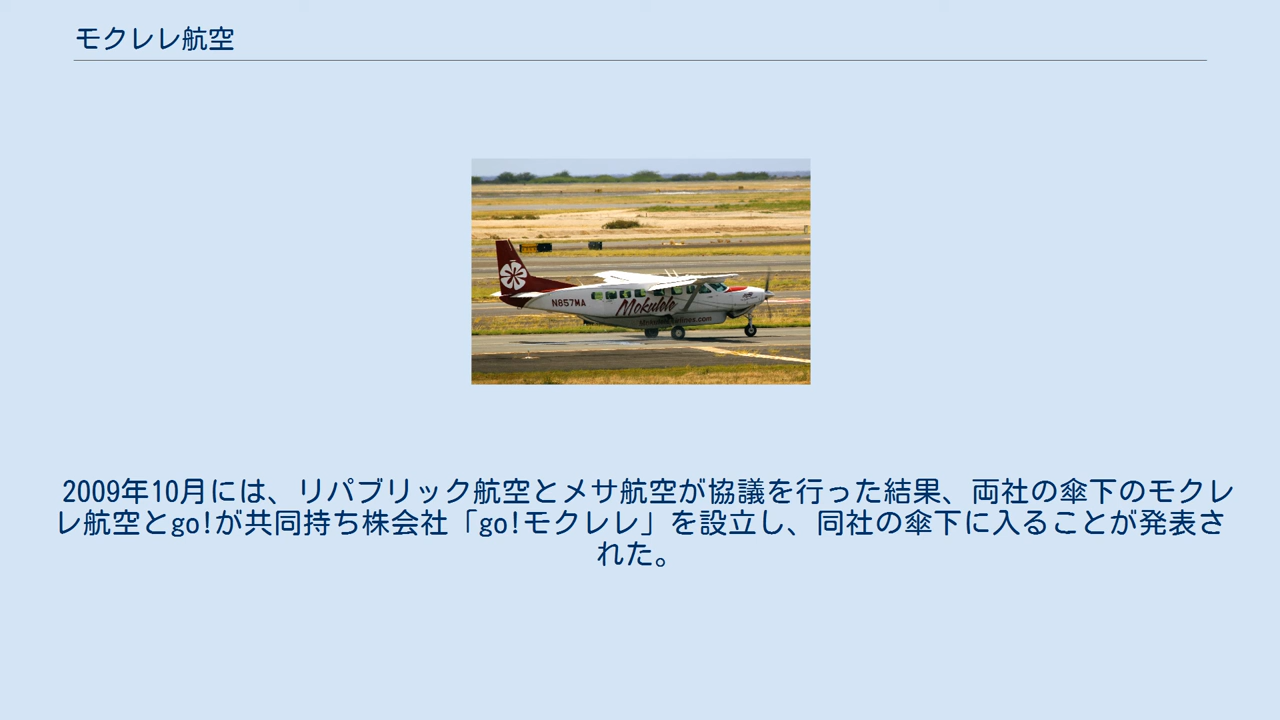 モクレレ航空
N857MA
Mokulele
2009年10月には、リパブリック航空とメサ航空が協議を行った結果、両社の傘下のモクレ
レ航空とgo!が共同持ち株会社「go!モクレレ」を設立し、同社の傘下に入ることが発表さ
れた。